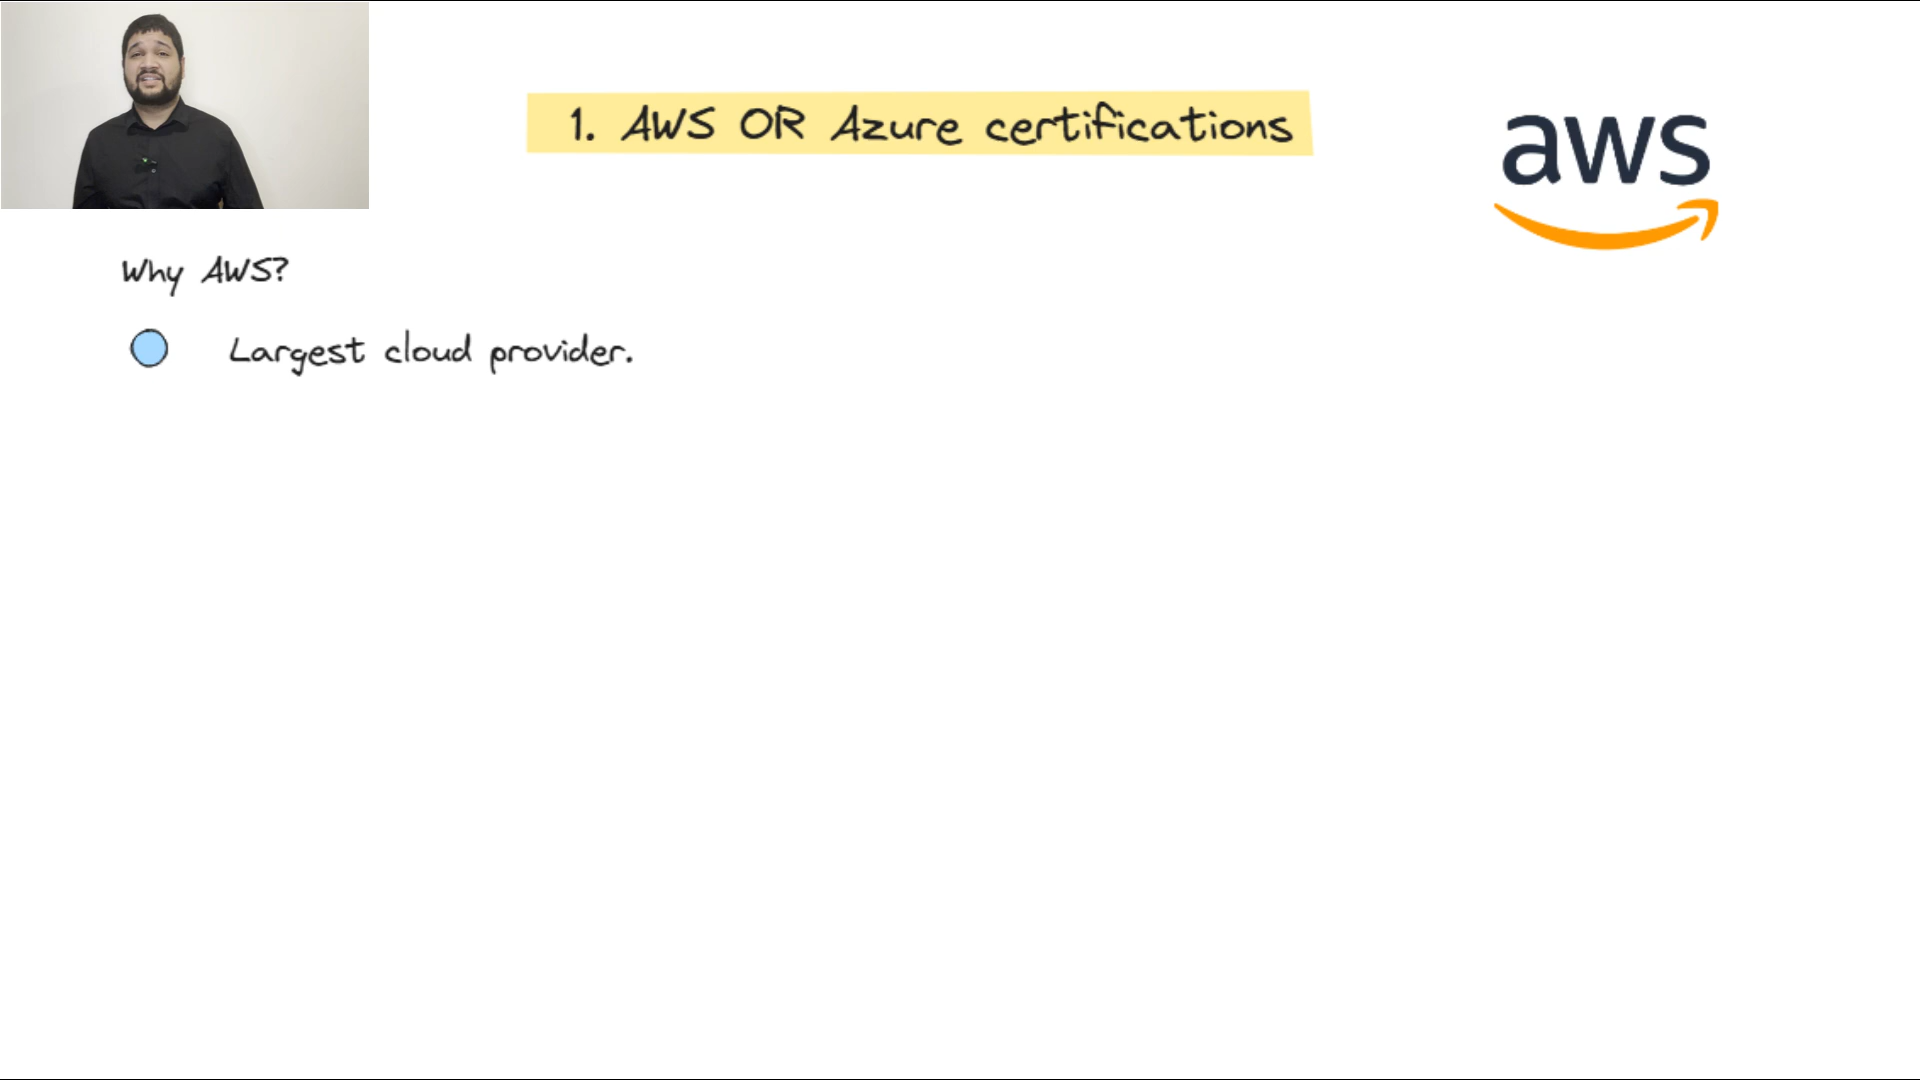 1. AWS OR Azure certifications
aws
Why AWS?
Largest cloud provider.